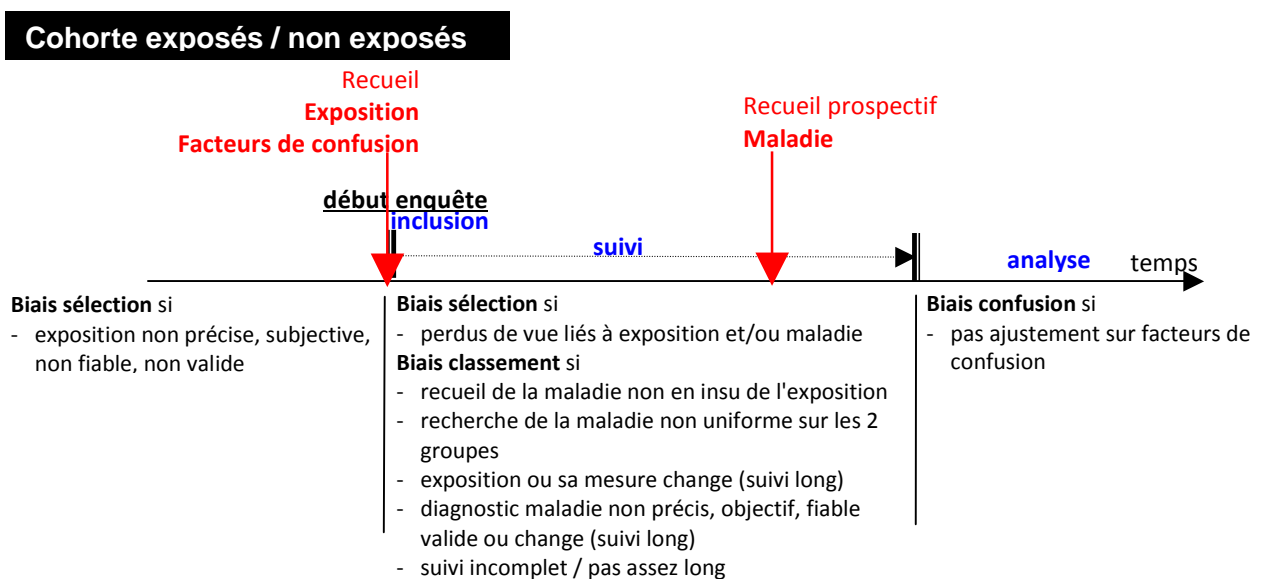 Cohorte exposés / non exposés
Recueil
Exposition
Facteurs de confusion
Recueil prospectif
Maladie
début enquête
inclusion
suivi
analyse
temps
Biais sélection si
- exposition non précise, subjective,
non fiable, non valide
Biais sélection si
- perdus de vue liés à exposition et/ou maladie
Biais classement si
- recueil de la maladie non en insu de l'exposition
- recherche de la maladie non uniforme sur les 2
groupes
- exposition ou sa mesure change (suivi long)
- diagnostic maladie non précis, objectif, fiable
valide ou change (suivi long)
- suivi incomplet / pas assez long
Biais confusion si
- pas ajustement sur facteurs de
confusion